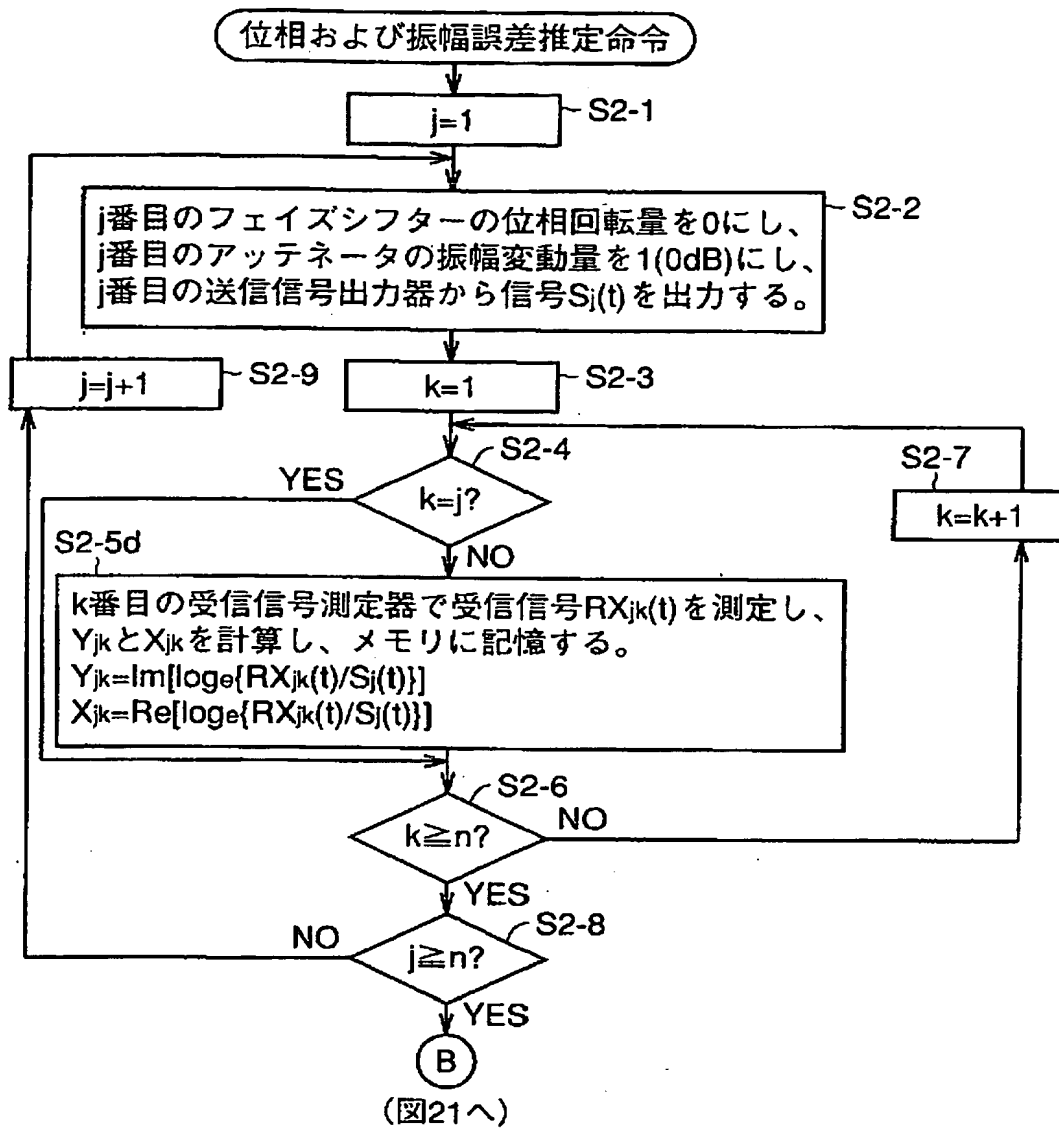 位相および振幅誤差推定命令
j=1
S2-1
j番目のフェイズシフターの位相回転量を0にし、
j番目のアッテネータの振幅変動量を1(0dB)にし、
j番目の送信信号出力器から信号Sj(t)を出力する。
S2-2
j=j+1
S2-9
k=1
S2-3
S2-4
YES
k=j?
NO
S2-7
k=k+1
S2-5d
k番目の受信信号測定器で受信信号RXjk(t)を測定し、
YjkとXjkを計算し、メモリに記憶する。
Yjk=Im[loge{RXjk(t)/Sj(t)}]
Xjk=Re[loge{RXjk(t)/Sj(t)}]
S2-6
k≧n?
NO
YES
S2-8
NO
j≧n?
YES
B
(図21へ)